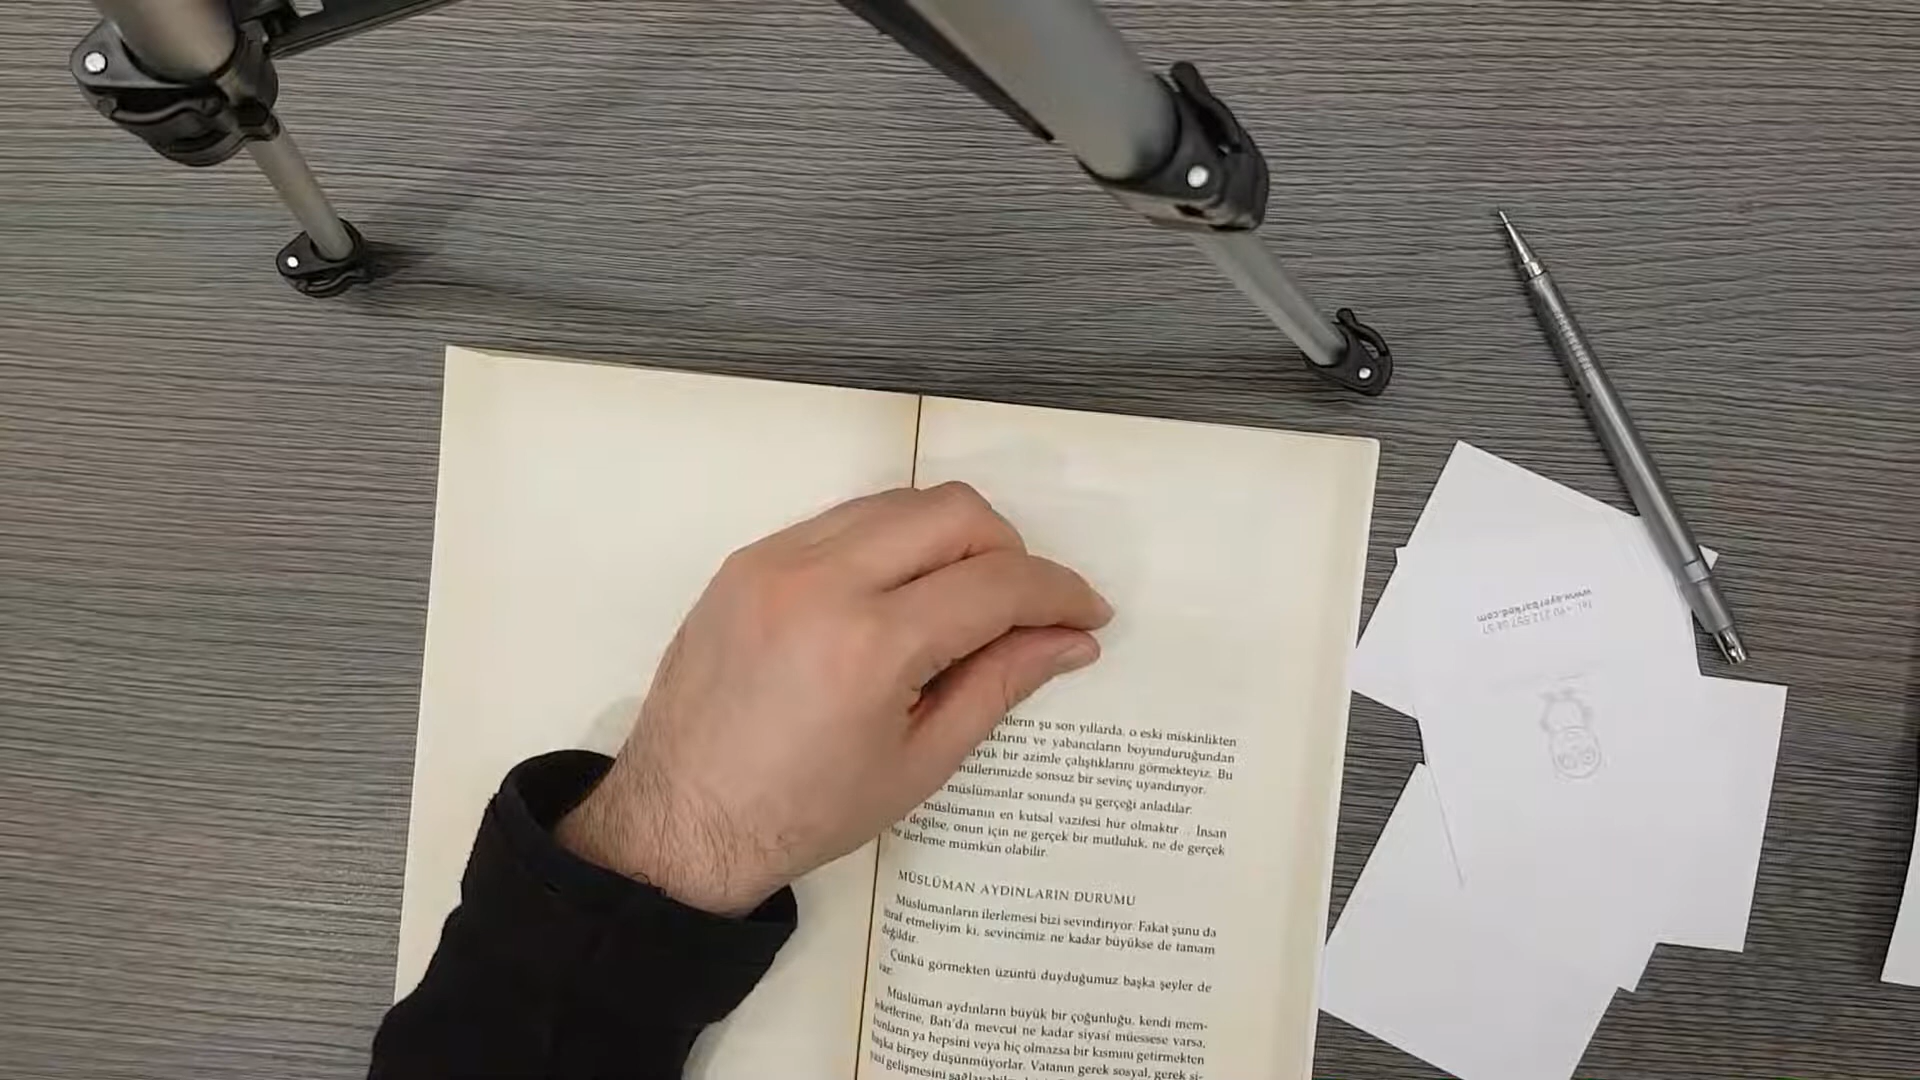 şu son yıllarda, o eski miskinlikten
ve yabancıların boyunduruğundan
bir azimle çalıştıklarını görmekteyiz. Bu
sonsuz bir sevinç uyandırıyor.
müslümanlar sonunda şu gerçeği anladılar.
müslümanın en kutsal vazifesi hür olmaktır. İnsan
değilse, onun için ne gerçek bir mutluluk, ne de gerçek
ilerleme mümkün olabilir.
MÜSLÜMAN AYDINLARIN DURUMU
Müslümanların ilerlemesi bizi sevindiriyor. Fakat şunu da
itiraf etmeliyim ki, sevincimiz ne kadar büyükse de tamam
değildir.
Çünkü görmekten üzüntü duyduğumuz başka şeyler de
var.
Müslüman aydınların büyük bir çoğunluğu, kendi mem-
leketlerine, Batı'da mevcut ne kadar siyasî müessese varsa,
bunların ya hepsini veya hiç olmazsa bir kısmını getirmekten
başka birşey düşünmüyorlar. Vatanın gerek sosyal, gerek si-
yasî gelişmesini
www.ayerbarkod.com